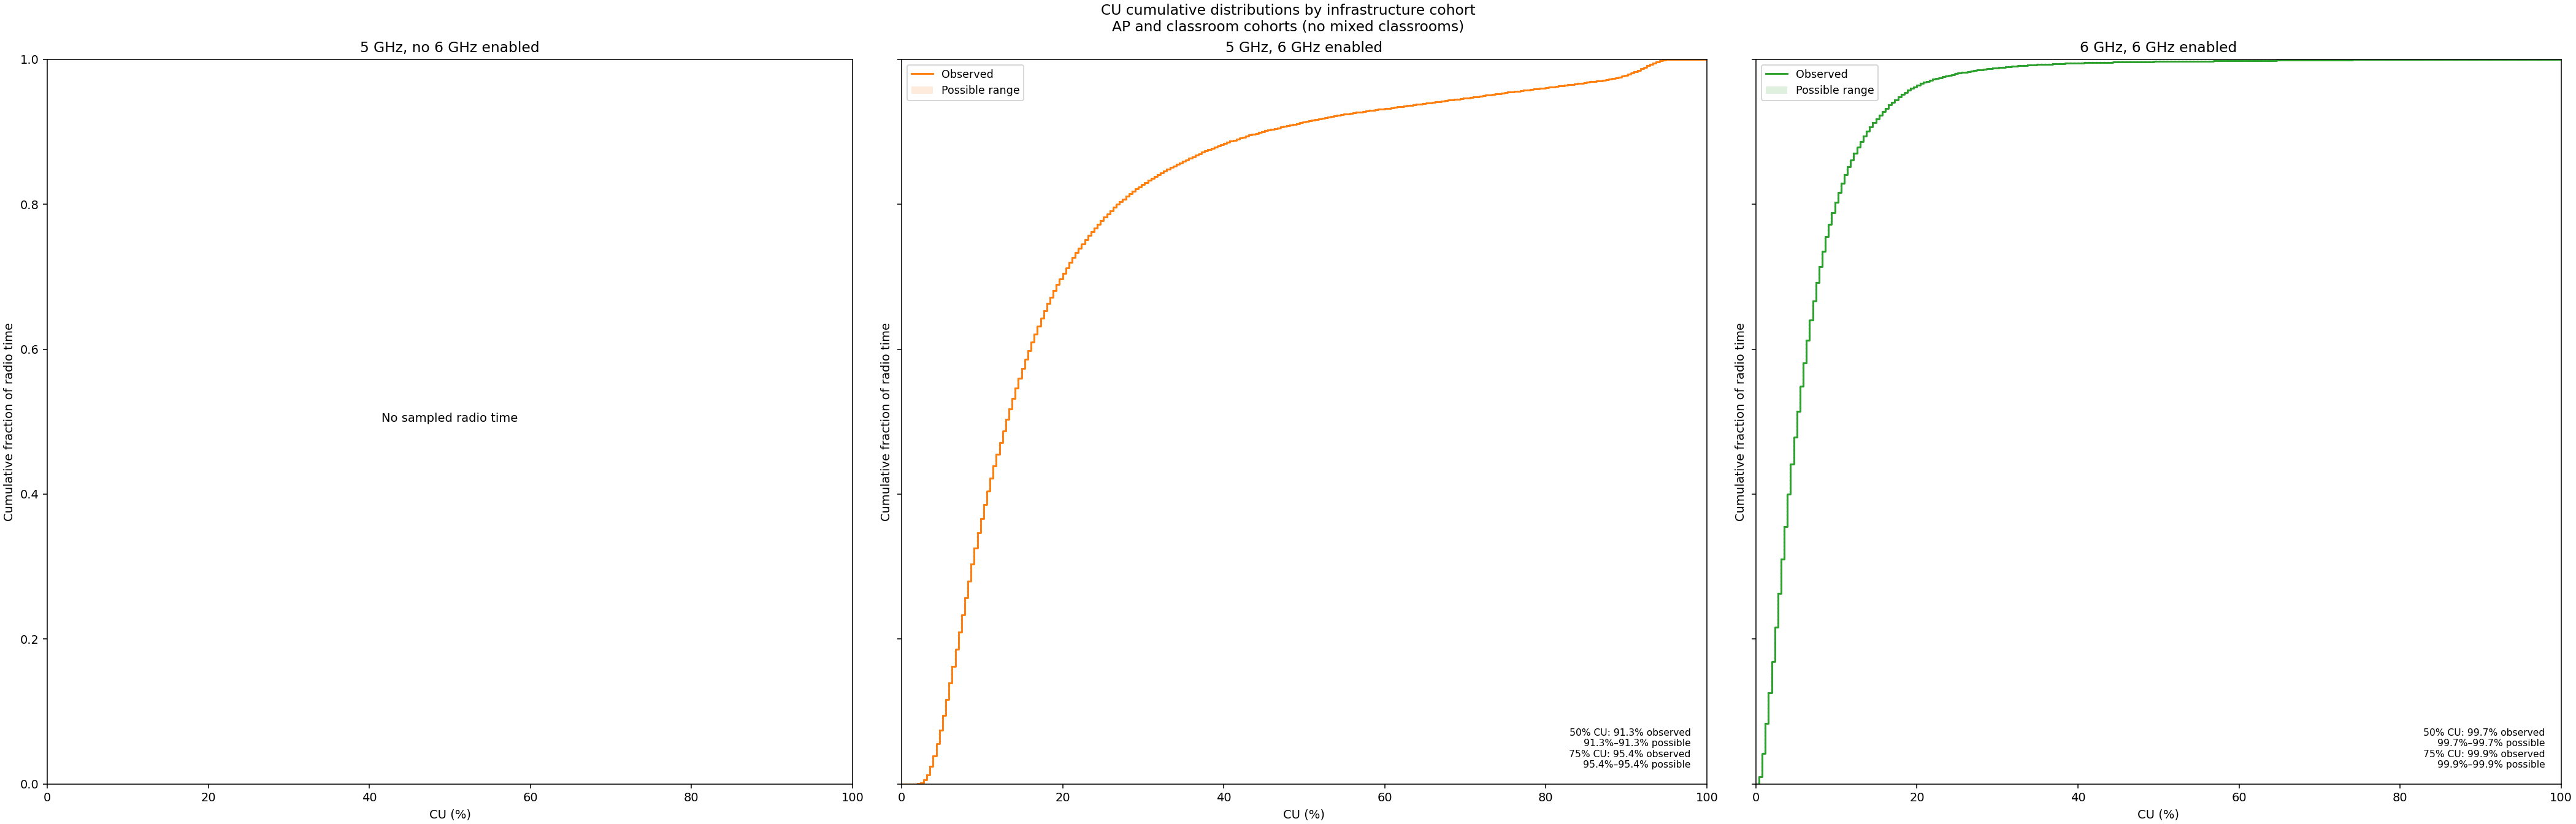 CU cumulative distributions by infrastructure cohort
AP and classroom cohorts (no mixed classrooms)
5 GHz, no 6 GHz enabled
1.0
0.8
0.6
0.4
0.2
0.0
Cumulative fraction of radio time
No sampled radio time
0 20 40 60 80 100
CU (%)
5 GHz, 6 GHz enabled
Observed
Possible range
Cumulative fraction of radio time
50% CU: 91.3% observed
91.3%–91.3% possible
75% CU: 95.4% observed
95.4%–95.4% possible
0 20 40 60 80 100
CU (%)
6 GHz, 6 GHz enabled
Observed
Possible range
Cumulative fraction of radio time
50% CU: 99.7% observed
99.7%–99.7% possible
75% CU: 99.9% observed
99.9%–99.9% possible
0 20 40 60 80 100
CU (%)